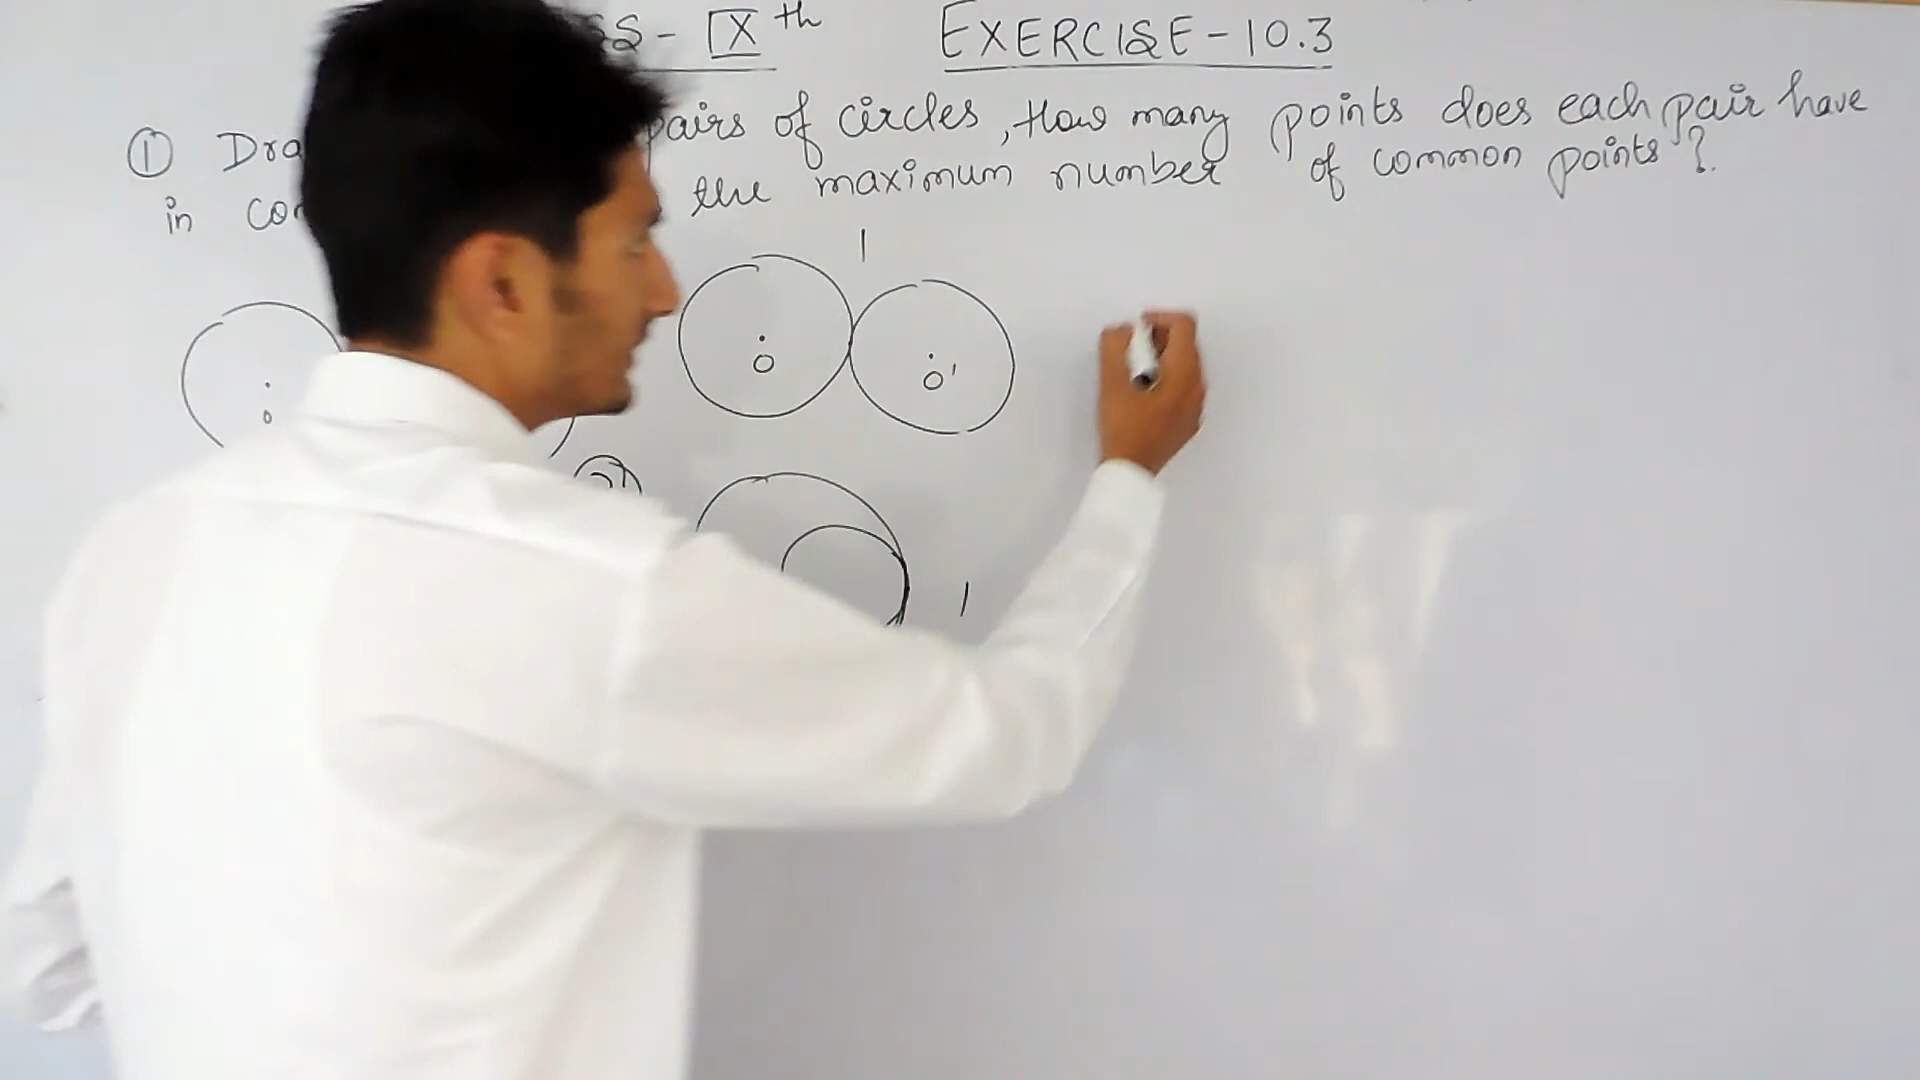 SS - IX th EXERCISE - 10.3
① Dra pairs of circles, How many points does each pair have
in co the maximum number of common points ?
1
O O'
o
1